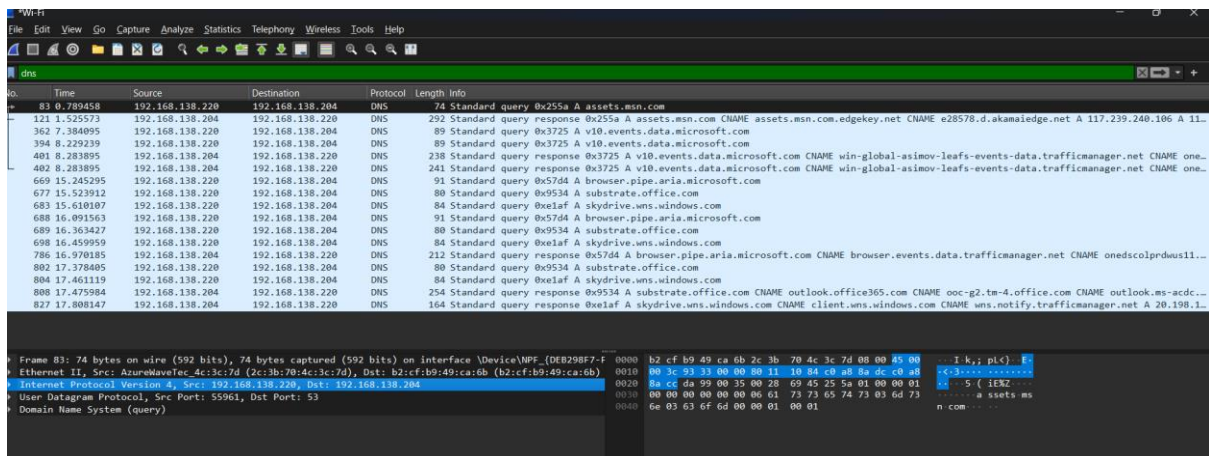 *Wi-Fi
File Edit View Go Capture Analyze Statistics Telephony Wireless Tools Help
dns
No. Time Source Destination Protocol Length Info
83 0.789458 192.168.138.220 192.168.138.204 DNS 74 Standard query 0x255a A assets.msn.com
121 1.525573 192.168.138.204 192.168.138.220 DNS 292 Standard query response 0x255a A assets.msn.com CNAME assets.msn.com.edgekey.net CNAME e28578.d.akamaiedge.net A 117.239.240.106 A 11…
362 7.384095 192.168.138.220 192.168.138.204 DNS 89 Standard query 0x3725 A v10.events.data.microsoft.com
394 8.229239 192.168.138.220 192.168.138.204 DNS 89 Standard query 0x3725 A v10.events.data.microsoft.com
401 8.283895 192.168.138.204 192.168.138.220 DNS 238 Standard query response 0x3725 A v10.events.data.microsoft.com CNAME win-global-asimov-leafs-events-data.trafficmanager.net CNAME one…
402 8.283895 192.168.138.204 192.168.138.220 DNS 241 Standard query response 0x3725 A v10.events.data.microsoft.com CNAME win-global-asimov-leafs-events-data.trafficmanager.net CNAME one…
669 15.245295 192.168.138.220 192.168.138.204 DNS 91 Standard query 0x57d4 A browser.pipe.aria.microsoft.com
677 15.523912 192.168.138.220 192.168.138.204 DNS 80 Standard query 0x9534 A substrate.office.com
683 15.610107 192.168.138.220 192.168.138.204 DNS 84 Standard query 0xe1af A skydrive.wns.windows.com
688 16.091563 192.168.138.220 192.168.138.204 DNS 91 Standard query 0x57d4 A browser.pipe.aria.microsoft.com
689 16.363427 192.168.138.220 192.168.138.204 DNS 80 Standard query 0x9534 A substrate.office.com
698 16.459959 192.168.138.220 192.168.138.204 DNS 84 Standard query 0xe1af A skydrive.wns.windows.com
786 16.970185 192.168.138.204 192.168.138.220 DNS 212 Standard query response 0x57d4 A browser.pipe.aria.microsoft.com CNAME browser.events.data.trafficmanager.net CNAME onedscolprdwus11.…
802 17.378405 192.168.138.220 192.168.138.204 DNS 80 Standard query 0x9534 A substrate.office.com
804 17.461119 192.168.138.220 192.168.138.204 DNS 84 Standard query 0xe1af A skydrive.wns.windows.com
808 17.475984 192.168.138.204 192.168.138.220 DNS 254 Standard query response 0x9534 A substrate.office.com CNAME outlook.office365.com CNAME ooc-g2.tm-4.office.com CNAME outlook.ms-acdc.…
827 17.808147 192.168.138.204 192.168.138.220 DNS 164 Standard query response 0xe1af A skydrive.wns.windows.com CNAME client.wns.windows.com CNAME wns.notify.trafficmanager.net A 20.198.1…
Frame 83: 74 bytes on wire (592 bits), 74 bytes captured (592 bits) on interface \Device\NPF_{DEB298F7-F
Ethernet II, Src: AzureWaveTec_4c:3c:7d (2c:3b:70:4c:3c:7d), Dst: b2:cf:b9:49:ca:6b (b2:cf:b9:49:ca:6b)
Internet Protocol Version 4, Src: 192.168.138.220, Dst: 192.168.138.204
User Datagram Protocol, Src Port: 55961, Dst Port: 53
Domain Name System (query)
0000 b2 cf b9 49 ca 6b 2c 3b 70 4c 3c 7d 08 00 45 00 ···I·k,; pL<}··E·
0010 00 3c 93 33 00 00 80 11 10 84 c0 a8 8a dc c0 a8 ·<·3···· ········
0020 8a cc da 99 00 35 00 28 69 45 25 5a 01 00 00 01 ·····5·( iE%Z····
0030 00 00 00 00 00 00 06 61 73 73 65 74 73 03 6d 73 ·······a ssets·ms
0040 6e 03 63 6f 6d 00 00 01 00 01 n·com··· ··